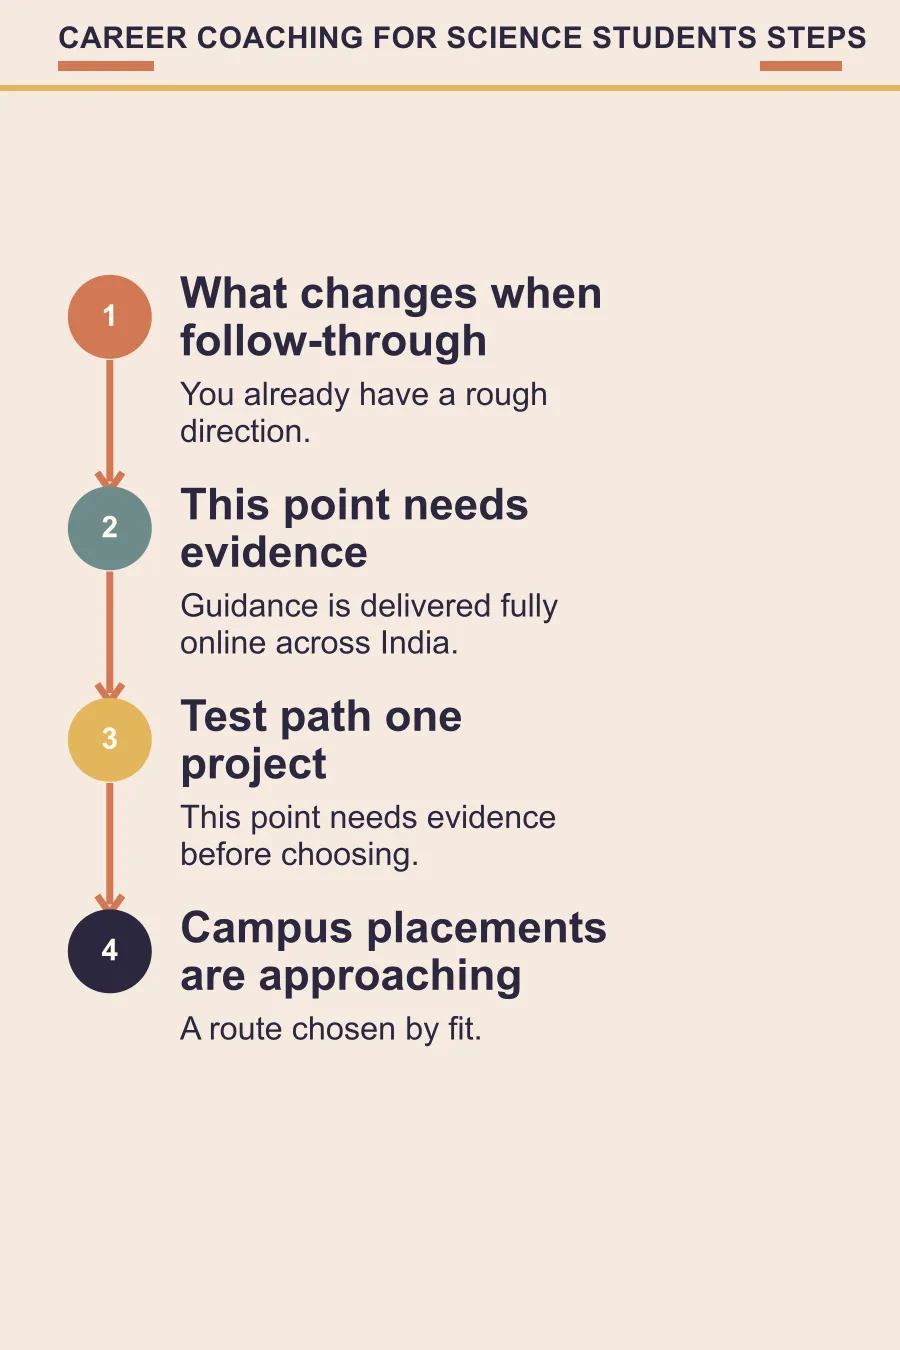 CAREER COACHING FOR SCIENCE STUDENTS STEPS
1
What changes when
follow-through
You already have a rough
direction.
2
This point needs
evidence
Guidance is delivered fully
online across India.
3
Test path one
project
This point needs evidence
before choosing.
4
Campus placements
are approaching
A route chosen by fit.